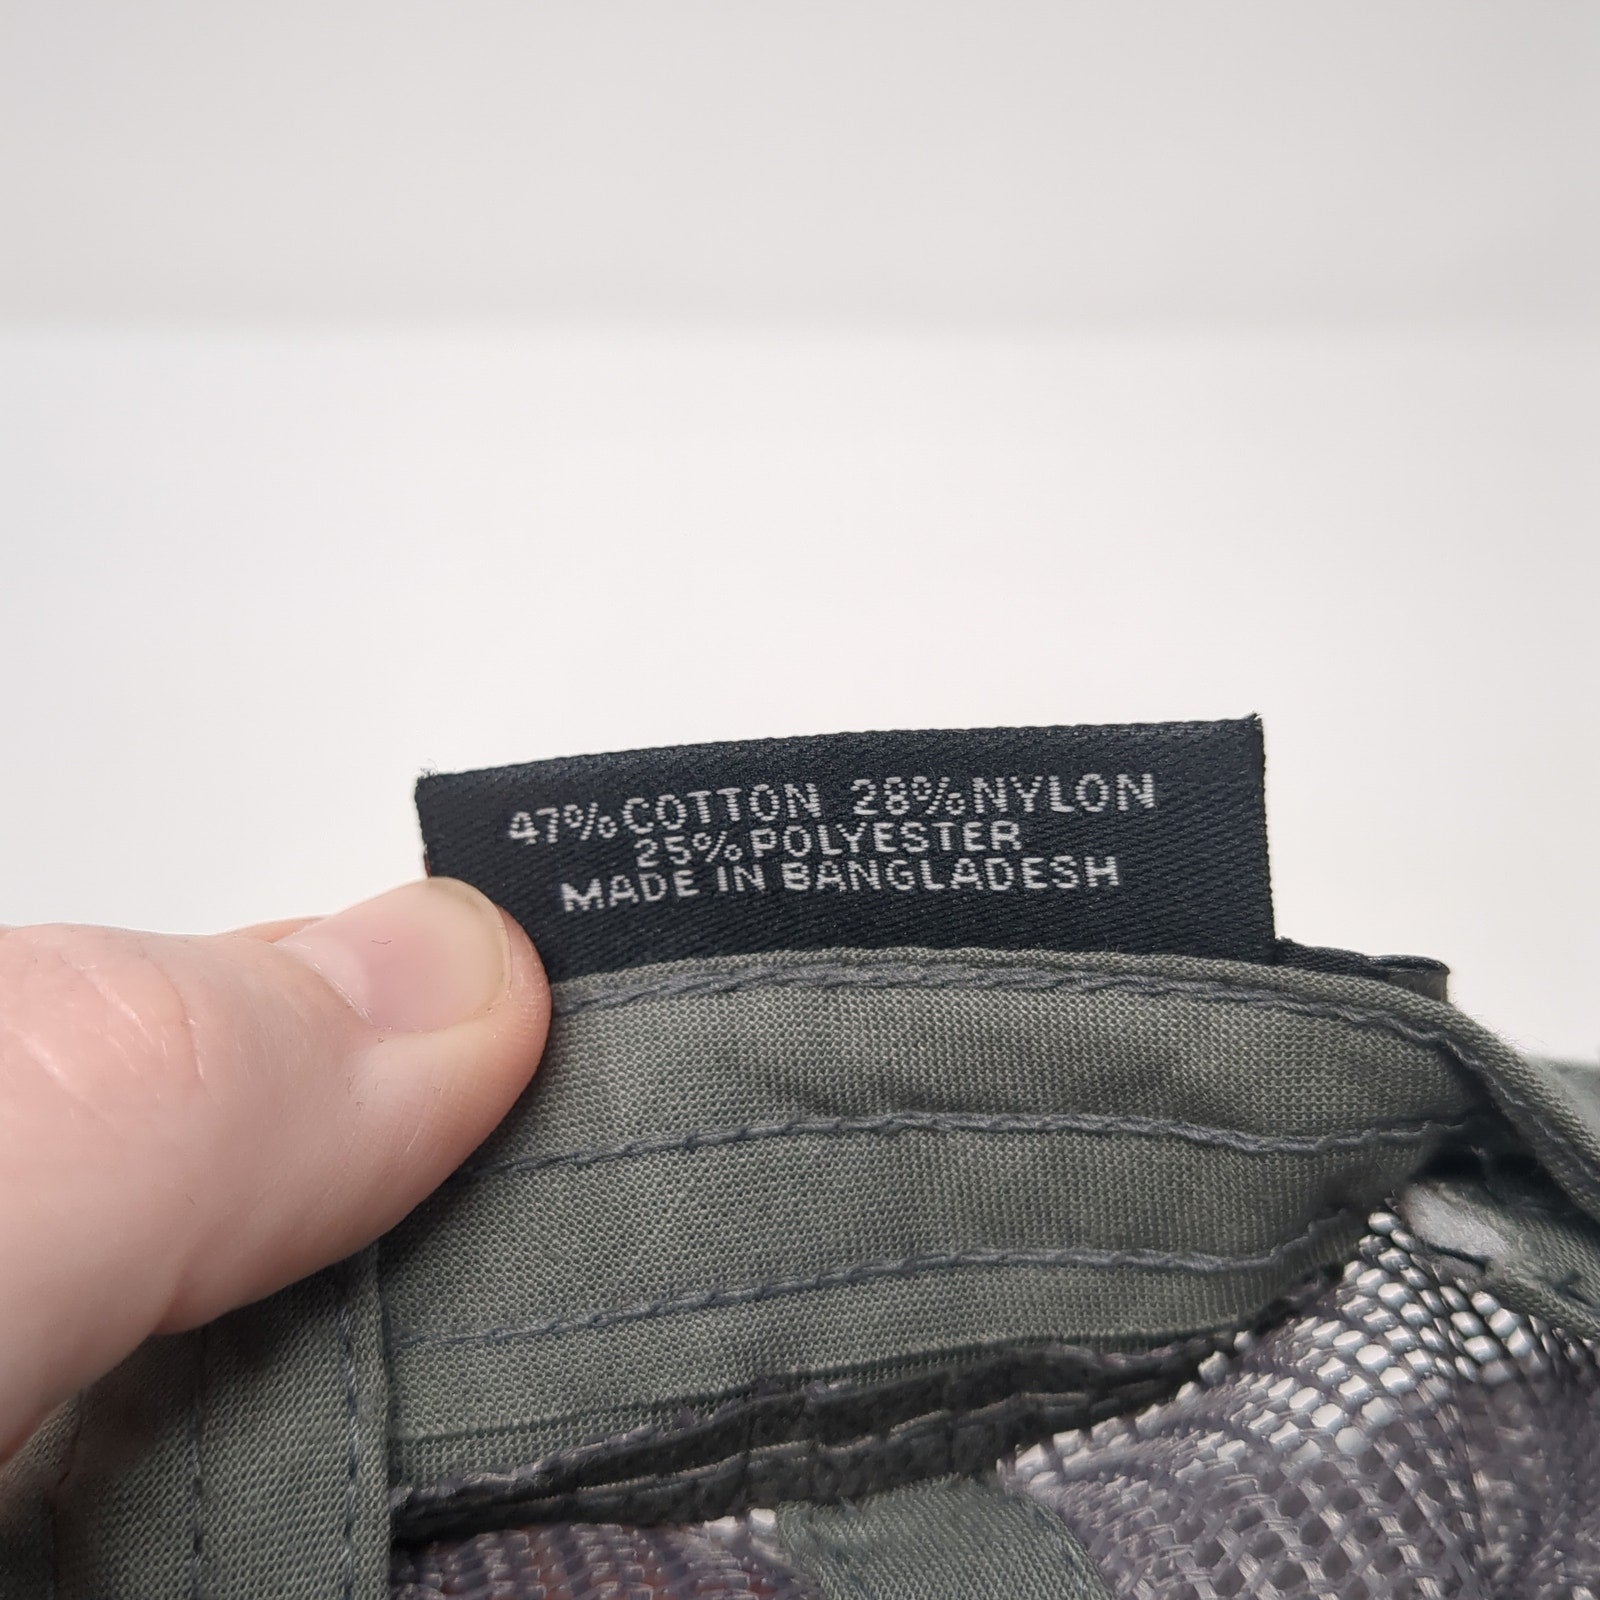 47% COTTON 28% NYLON
25% POLYESTER
MADE IN BANGLADESH